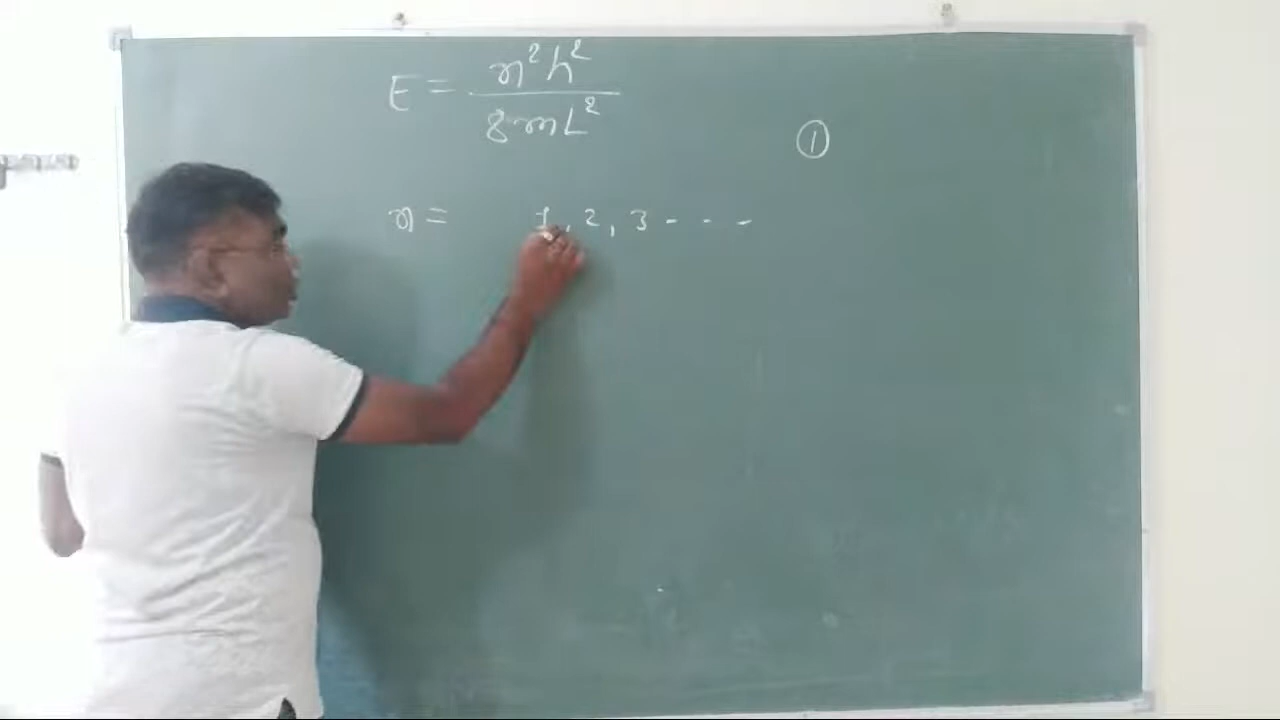 E = n²h² / 8mL² ①
n = 1, 2, 3 - - -